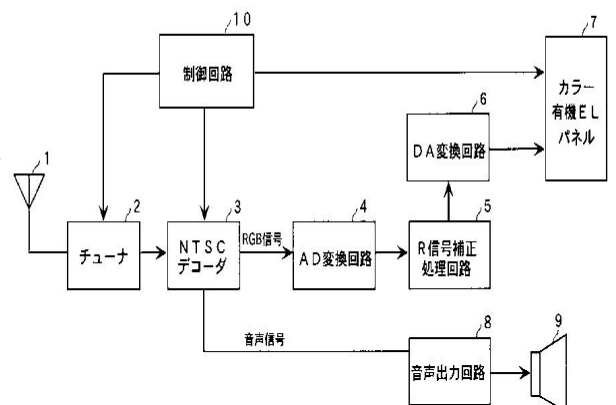 10
制御回路
7
カラー
有機EL
パネル
6
DA変換回路
1
2
チューナ
3
NTSC
デコーダ
RGB信号
4
AD変換回路
5
R信号補正
処理回路
音声信号
8
音声出力回路
9